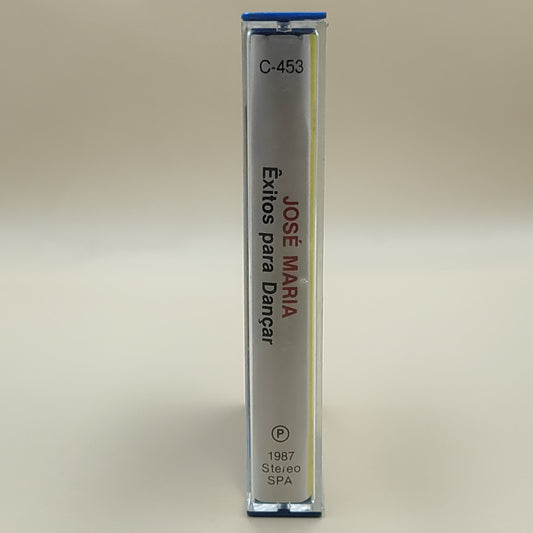 C-453
JOSÉ MARIA
Êxitos para Dançar
Ⓟ
1987
Stereo
SPA